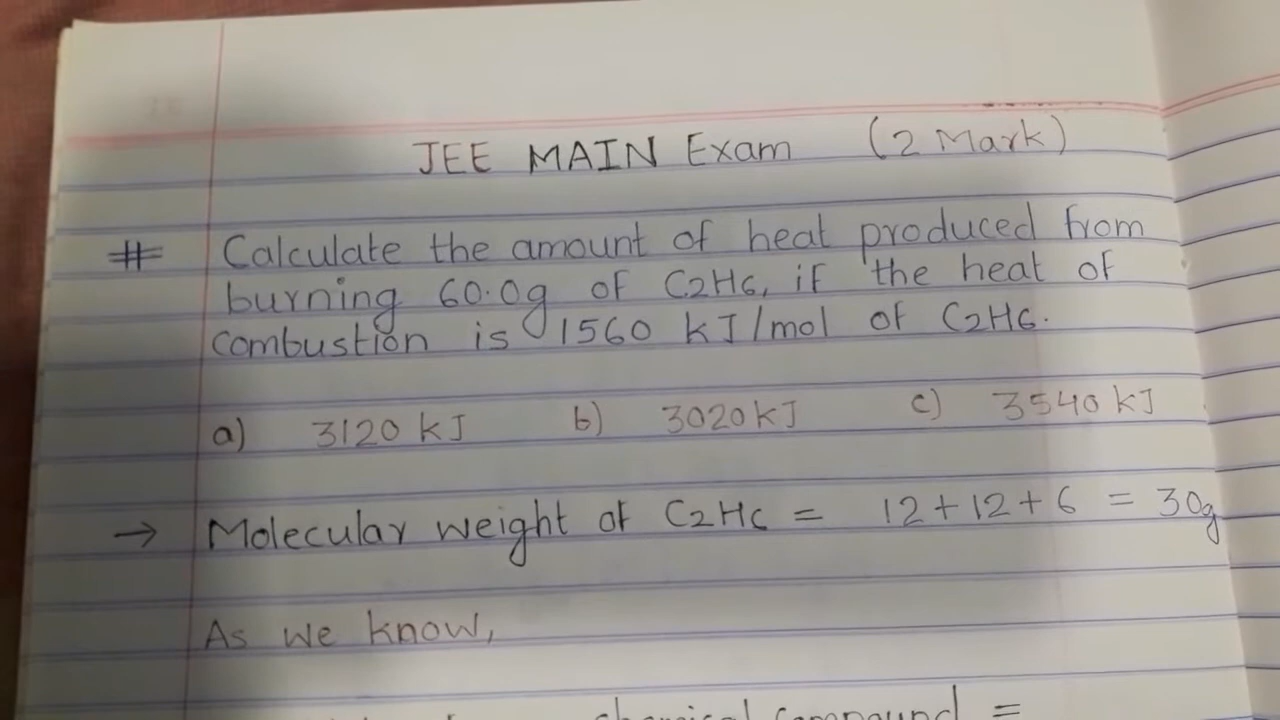 JEE MAIN Exam (2 Mark)
# Calculate the amount of heat produced from
burning 60.0g of C2H6, if the heat of
combustion is 1560 kJ/mol of C2H6.
a) 3120 kJ b) 3020 kJ c) 3540 kJ
→ Molecular weight of C2H6 = 12+12+6 = 30g
As we know,
chemical compound =